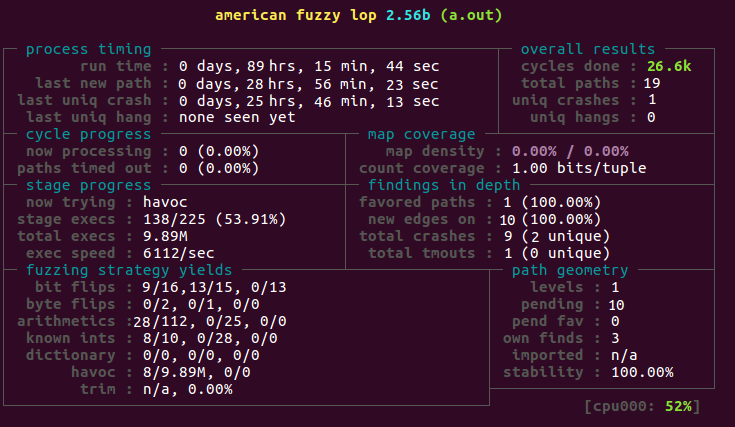 american fuzzy lop 2.56b (a.out)
process timing
overall results
run time : 0 days, 89 hrs, 15 min, 44 sec
cycles done : 26.6k
last new path : 0 days, 28 hrs, 56 min, 23 sec
total paths : 19
last uniq crash : 0 days, 25 hrs, 46 min, 13 sec
uniq crashes : 1
last uniq hang : none seen yet
uniq hangs : 0
cycle progress
map coverage
now processing : 0 (0.00%)
map density : 0.00% / 0.00%
paths timed out : 0 (0.00%)
count coverage : 1.00 bits/tuple
stage progress
findings in depth
now trying : havoc
favored paths : 1 (100.00%)
stage execs : 138/225 (53.91%)
new edges on : 10 (100.00%)
total execs : 9.89M
total crashes : 9 (2 unique)
exec speed : 6112/sec
total tmouts : 1 (0 unique)
fuzzing strategy yields
path geometry
bit flips : 9/16,13/15, 0/13
levels : 1
byte flips : 0/2, 0/1, 0/0
pending : 10
arithmetics :28/112, 0/25, 0/0
pend fav : 0
known ints : 8/10, 0/28, 0/0
own finds : 3
dictionary : 0/0, 0/0, 0/0
imported : n/a
havoc : 8/9.89M, 0/0
stability : 100.00%
trim : n/a, 0.00%
[cpu000: 52%]